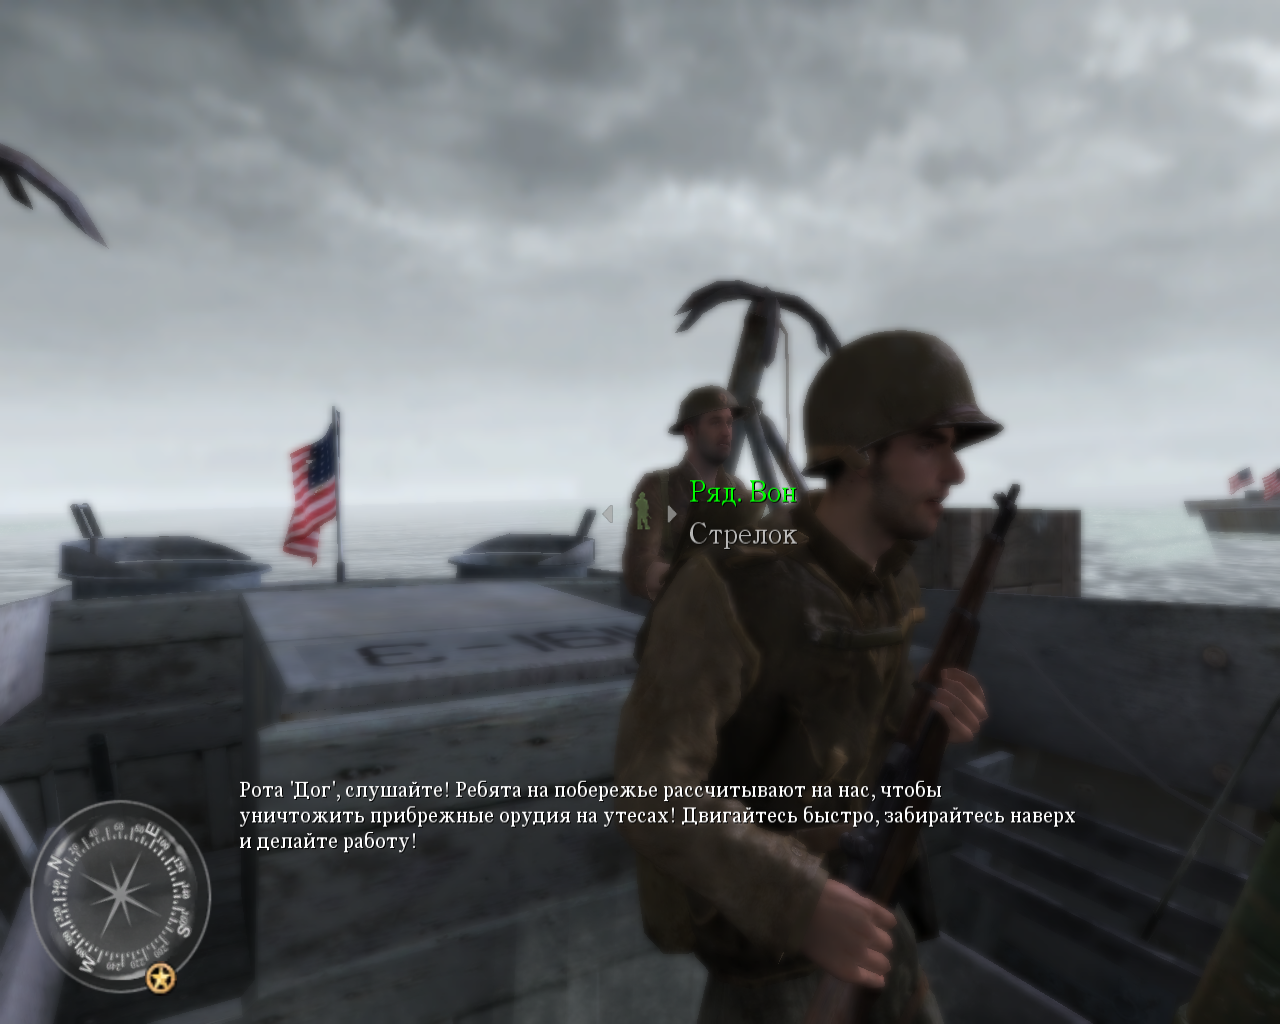 Ряд. Вон
Стрелок
Рота 'Дог', слушайте! Ребята на побережье рассчитывают на нас, чтобы
уничтожить прибрежные орудия на утесах! Двигайтесь быстро, забирайтесь наверх
и делайте работу!
N